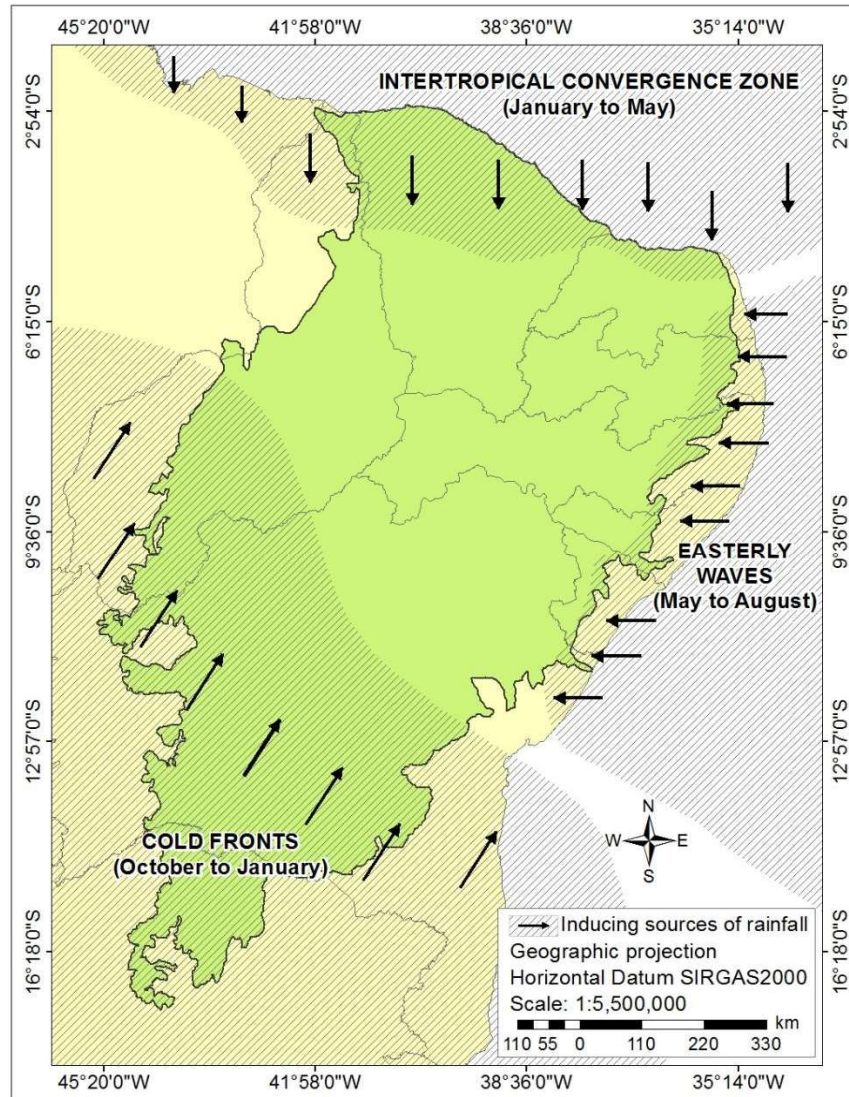 45°20'0"W 41°58'0"W 38°36'0"W 35°14'0"W
INTERTROPICAL CONVERGENCE ZONE
(January to May)
2°54'0"S 2°54'0"S
6°15'0"S 6°15'0"S
9°36'0"S 9°36'0"S
EASTERLY
WAVES
(May to August)
12°57'0"S 12°57'0"S
COLD FRONTS
(October to January)
N
W E
S
16°18'0"S 16°18'0"S
Inducing sources of rainfall
Geographic projection
Horizontal Datum SIRGAS2000
Scale: 1:5,500,000
km
110 55 0 110 220 330
45°20'0"W 41°58'0"W 38°36'0"W 35°14'0"W